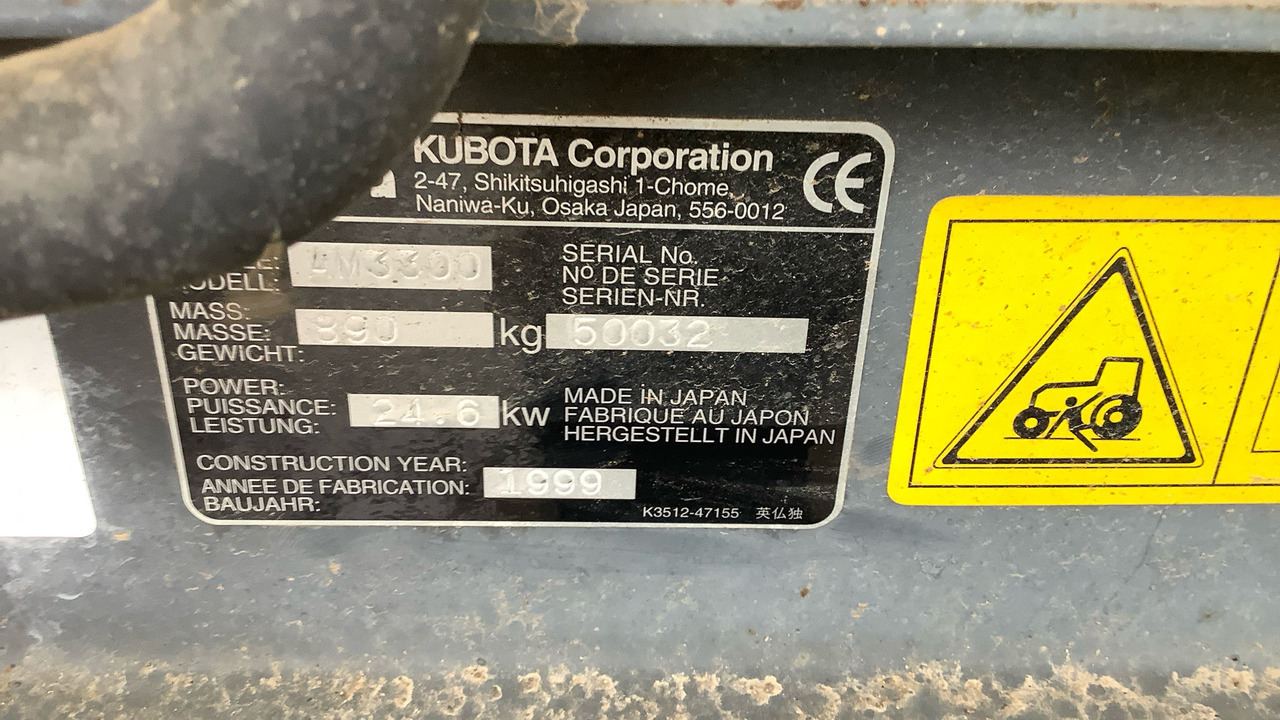 KUBOTA Corporation
2-47, Shikitsuhigashi 1-Chome,
Naniwa-Ku, Osaka Japan, 556-0012
CE
SERIAL No.
Nº DE SERIE
SERIEN-NR.
MASS:
MASSE:
GEWICHT:
890 kg
50032
POWER:
PUISSANCE:
LEISTUNG:
24.6 kw
MADE iN JAPAN
FABRIQUE AU JAPON
HERGESTELLT IN JAPAN
CONSTRUCTION YEAR:
ANNEE DE FABRICATION:
BAUJAHR:
1999
K3512-47155 英仏独